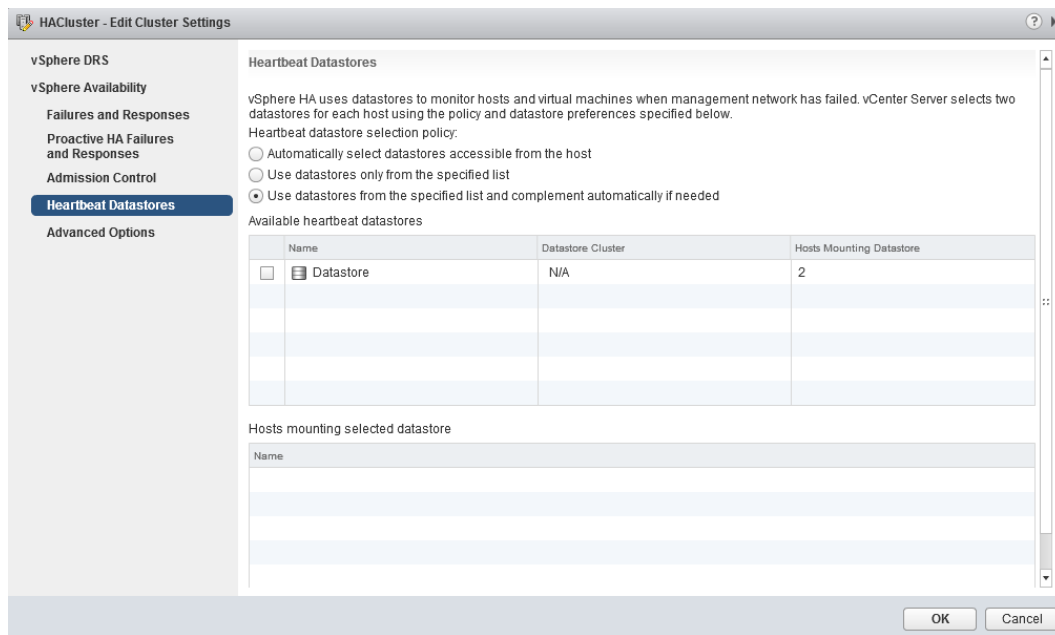 HACluster - Edit Cluster Settings
?
vSphere DRS
vSphere Availability
Failures and Responses
Proactive HA Failures
and Responses
Admission Control
Heartbeat Datastores
Advanced Options
Heartbeat Datastores
vSphere HA uses datastores to monitor hosts and virtual machines when management network has failed. vCenter Server selects two
datastores for each host using the policy and datastore preferences specified below.
Heartbeat datastore selection policy:
Automatically select datastores accessible from the host
Use datastores only from the specified list
Use datastores from the specified list and complement automatically if needed
Available heartbeat datastores
Name Datastore Cluster Hosts Mounting Datastore
Datastore N/A 2
Hosts mounting selected datastore
Name
OK Cancel